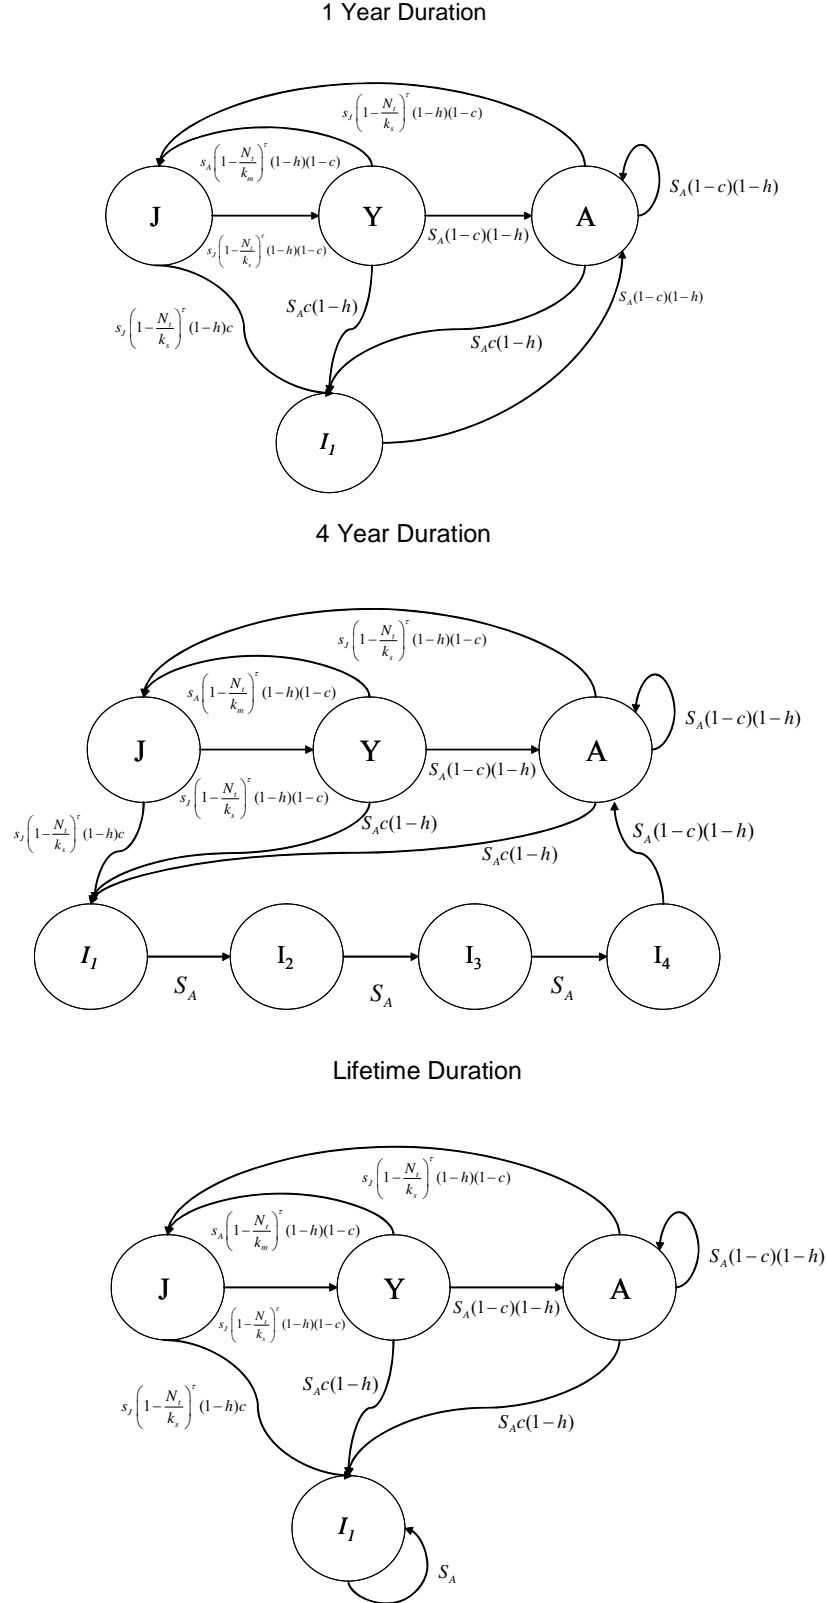 1 Year Duration
s_J(1−N_t/k_s)^τ(1−h)(1−c)
s_A(1−N_t/k_m)^τ(1−h)(1−c)
S_A(1−c)(1−h)
J
Y
A
S_A(1−c)(1−h)
s_J(1−N_t/k_s)^τ(1−h)(1−c)
S_A(1−c)(1−h)
S_Ac(1−h)
s_J(1−N_t/k_s)^τ(1−h)c
S_Ac(1−h)
I_1
4 Year Duration
s_J(1−N_t/k_s)^τ(1−h)(1−c)
s_A(1−N_t/k_m)^τ(1−h)(1−c)
S_A(1−c)(1−h)
J
Y
A
S_A(1−c)(1−h)
s_J(1−N_t/k_s)^τ(1−h)(1−c)
s_J(1−N_t/k_s)^τ(1−h)c
S_Ac(1−h)
S_A(1−c)(1−h)
S_Ac(1−h)
I_1
I_2
I_3
I_4
S_A
S_A
S_A
Lifetime Duration
s_J(1−N_t/k_s)^τ(1−h)(1−c)
s_A(1−N_t/k_m)^τ(1−h)(1−c)
S_A(1−c)(1−h)
J
Y
A
S_A(1−c)(1−h)
s_J(1−N_t/k_s)^τ(1−h)(1−c)
S_Ac(1−h)
s_J(1−N_t/k_s)^τ(1−h)c
S_Ac(1−h)
I_1
S_A